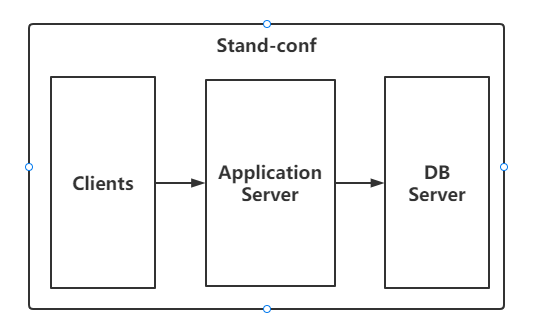 Stand-conf
Clients
Application
Server
DB
Server